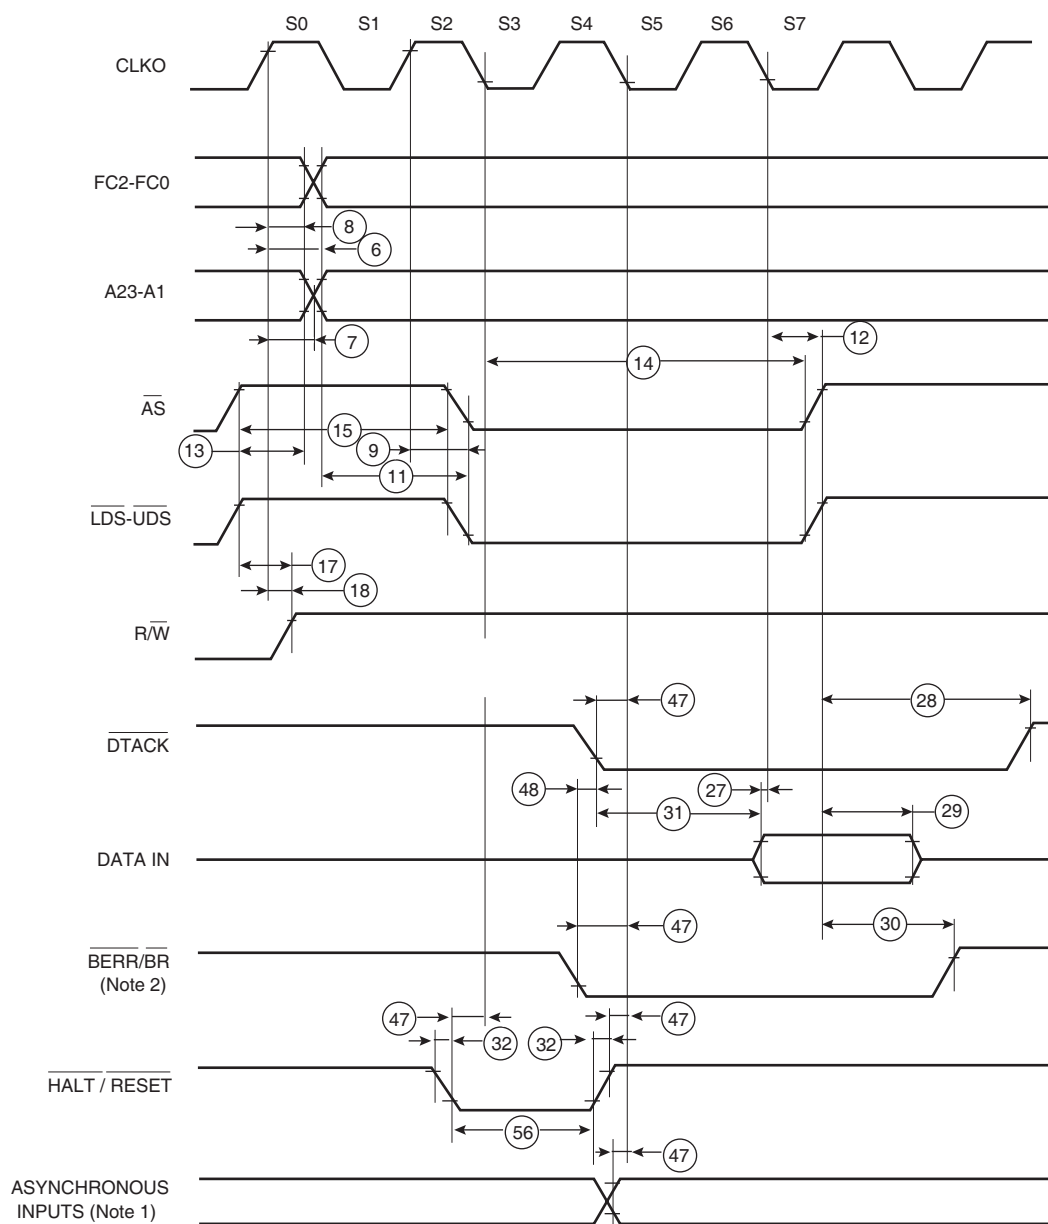 S0 S1 S2 S3 S4 S5 S6 S7
CLKO
FC2-FC0
8
6
A23-A1
7
12
14
AS
15
13
9
11
LDS-UDS
17
18
R/W
47
28
DTACK
48
27
31
29
DATA IN
47
30
BERR/BR
(Note 2)
47
47
32
32
HALT / RESET
56
47
ASYNCHRONOUS
INPUTS (Note 1)